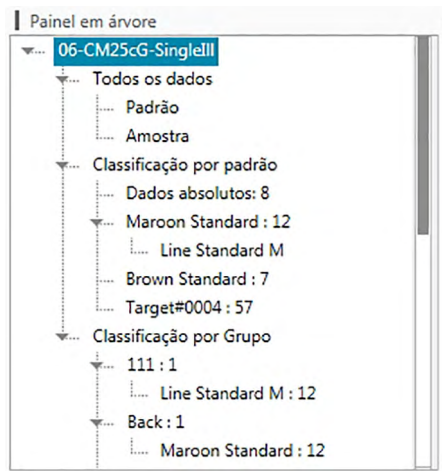 Painel em árvore
06-CM25cG-SingleIll
Todos os dados
Padrão
Amostra
Classificação por padrão
Dados absolutos: 8
Maroon Standard : 12
Line Standard M
Brown Standard : 7
Target#0004 : 57
Classificação por Grupo
111 : 1
Line Standard M : 12
Back : 1
Maroon Standard : 12